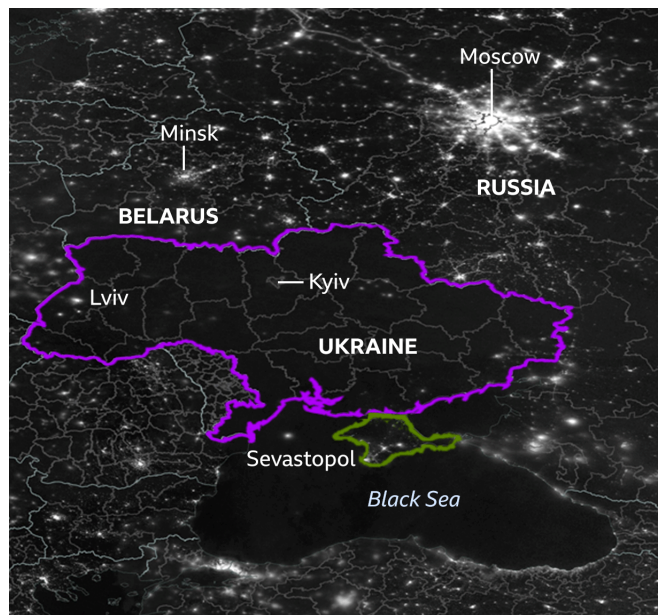 Moscow
Minsk
RUSSIA
BELARUS
Kyiv
Lviv
UKRAINE
Sevastopol
Black Sea